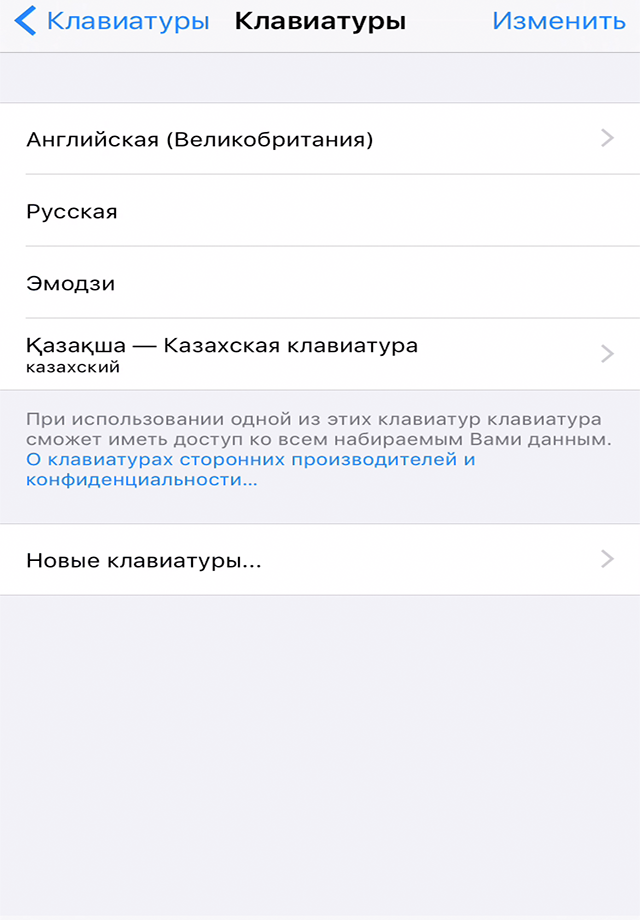 Клавиатуры Клавиатуры Изменить
Английская (Великобритания)
Русская
Эмодзи
Қазақша — Казахская клавиатура
казахский
При использовании одной из этих клавиатур клавиатура
сможет иметь доступ ко всем набираемым Вами данным.
О клавиатурах сторонних производителей и
конфиденциальности...
Новые клавиатуры...